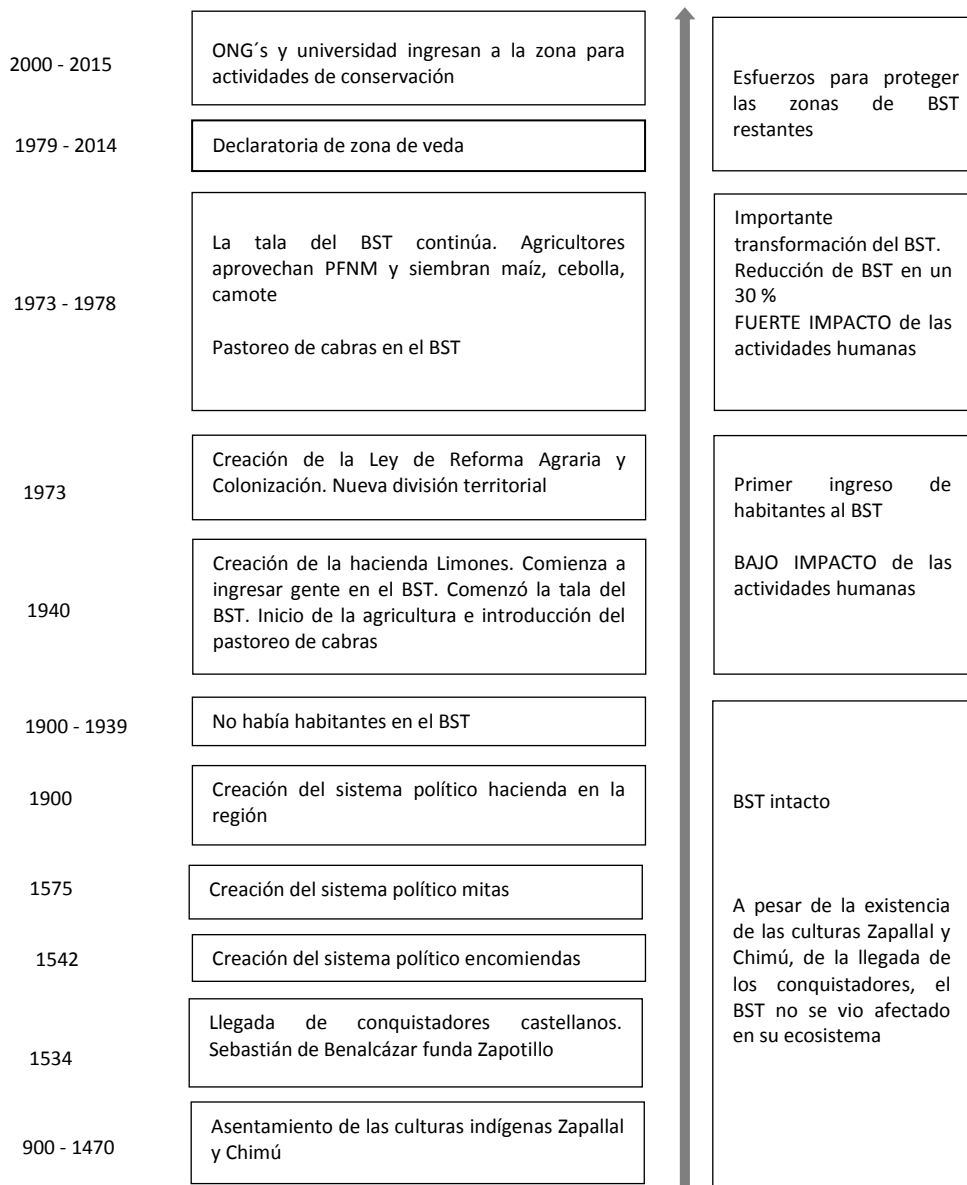 2000 - 2015
ONG´s y universidad ingresan a la zona para
actividades de conservación
1979 - 2014
Declaratoria de zona de veda
Esfuerzos para proteger
las zonas de BST
restantes
1973 - 1978
La tala del BST continúa. Agricultores
aprovechan PFNM y siembran maíz, cebolla,
camote
Pastoreo de cabras en el BST
Importante
transformación del BST.
Reducción de BST en un
30 %
FUERTE IMPACTO de las
actividades humanas
1973
Creación de la Ley de Reforma Agraria y
Colonización. Nueva división territorial
1940
Creación de la hacienda Limones. Comienza a
ingresar gente en el BST. Comenzó la tala del
BST. Inicio de la agricultura e introducción del
pastoreo de cabras
Primer ingreso de
habitantes al BST
BAJO IMPACTO de las
actividades humanas
1900 - 1939
No había habitantes en el BST
1900
Creación del sistema político hacienda en la
región
1575
Creación del sistema político mitas
1542
Creación del sistema político encomiendas
1534
Llegada de conquistadores castellanos.
Sebastián de Benalcázar funda Zapotillo
900 - 1470
Asentamiento de las culturas indígenas Zapallal
y Chimú
BST intacto
A pesar de la existencia
de las culturas Zapallal y
Chimú, de la llegada de
los conquistadores, el
BST no se vio afectado
en su ecosistema